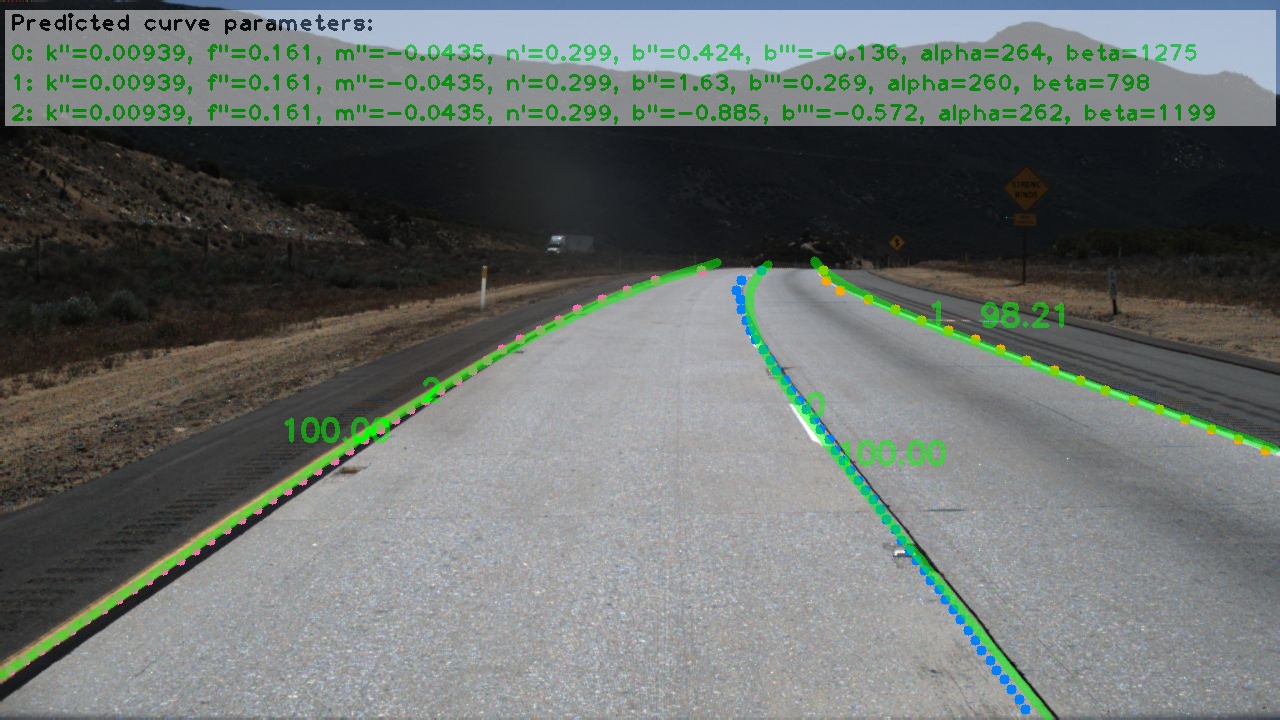 Predicted curve parameters:
0: k''=0.00939, f''=0.161, m''=-0.0435, n'=0.299, b''=0.424, b'''=-0.136, alpha=264, beta=1275
1: k''=0.00939, f''=0.161, m''=-0.0435, n'=0.299, b''=1.63, b'''=0.269, alpha=260, beta=798
2: k''=0.00939, f''=0.161, m''=-0.0435, n'=0.299, b''=-0.885, b'''=-0.572, alpha=262, beta=1199
STRONG
WINDS
1 98.21
2
0
100.00
100.00